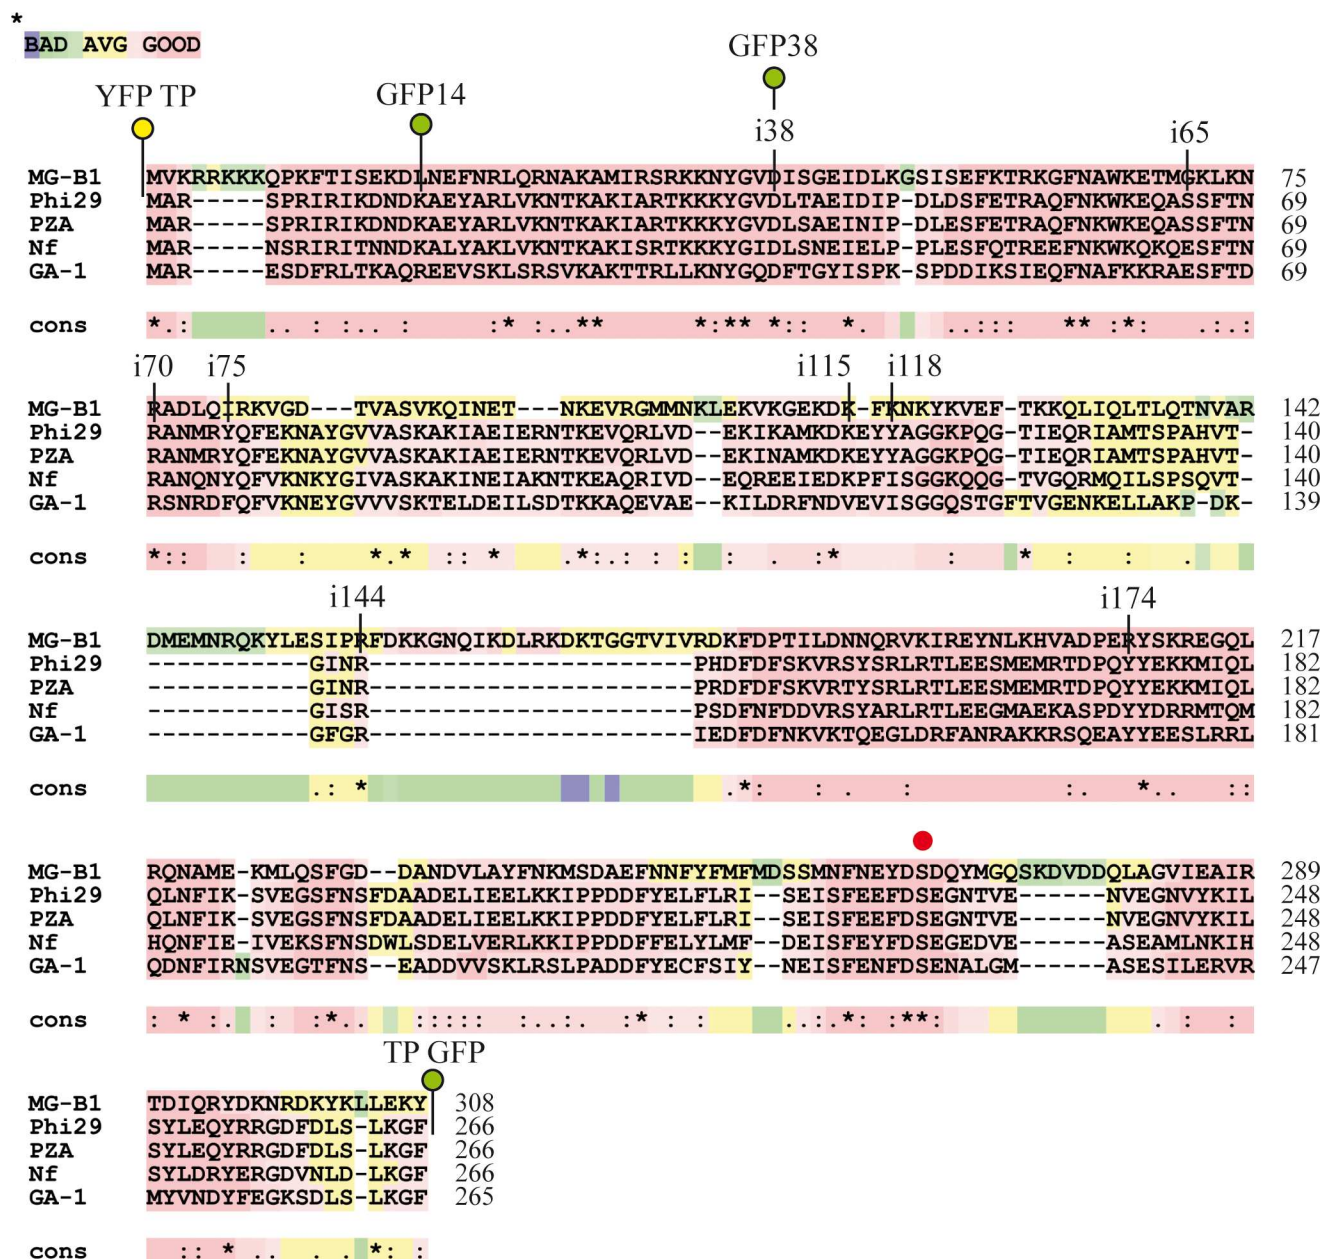 *
BAD AVG GOOD
GFP38
YFP TP GFP14
i38 i65
MG-B1 MVKRRKKKQPKFTISEKDLNEFNRLQRNAKAMIRSRKKNYGVDISGEIDLKGSISEFKTRKGFNAWKETMGKLKN 75
Phi29 MAR-----SPRIRIKDNDKAEYARLVKNTKAKIARTKKKYGVDLTAEIDIP-DLDSFETRAQFNKWKEQASSFTN 69
PZA MAR-----SPRIRIKDNDKAEYARLVKNTKAKIARTKKKYGVDLSAEINIP-DLESFETRAQFNKWKEQASSFTN 69
Nf MAR-----NSRIRITNNDKALYAKLVKNTKAKISRTKKKYGIDLSNEIELP-PLESFQTREEFNKWKQKQESFTN 69
GA-1 MAR-----ESDFRLTKAQREEVSKLSRSVKAKTTRLLKNYGQDFTGYISPK-SPDDIKSIEQFNAFKKRAESFTD 69
cons *.: .. : :.. : :* :..** *:** *:: *. ..::: ** :*: .:.:
i70 i75 i115 i118
MG-B1 RADLQIRKVGD---TVASVKQINET---NKEVRGMMNKLEKVKGEKDK-FKNKYKVEF-TKKQLIQLTLQTNVAR 142
Phi29 RANMRYQFEKNAYGVVASKAKIAEIERNTKEVQRLVD--EKIKAMKDKEYYAGGKPQG-TIEQRIAMTSPAHVT- 140
PZA RANMRYQFEKNAYGVVASKAKIAEIERNTKEVQRLVD--EKINAMKDKEYYAGGKPQG-TIEQRIAMTSPAHVT- 140
Nf RANQNYQFVKNKYGIVASKAKINEIAKNTKEAQRIVD--EQREEIEDKPFISGGKQQG-TVGQRMQILSPSQVT- 140
GA-1 RSNRDFQFVKNEYGVVVSKTELDEILSDTKKAQEVAE--KILDRFNDVEVISGGQSTGFTVGENKELLAKP-DK- 139
cons *:: : : *.* :: * .*:.: : : : . :* : * : : .
i144 i174
MG-B1 DMEMNRQKYLESIPRFDKKGNQIKDLRKDKTGGTVIVRDKFDPTILDNNQRVKIREYNLKHVADPERYSKREGQL 217
Phi29 -----------GINR----------------------PHDFDFSKVRSYSRLRTLEESMEMRTDPQYYEKKMIQL 182
PZA -----------GINR----------------------PRDFDFSKVRTYSRLRTLEESMEMRTDPQYYEKKMIQL 182
Nf -----------GISR----------------------PSDFNFDDVRSYARLRTLEEGMAEKASPDYYDRRMTQM 182
GA-1 -----------GFGR----------------------IEDFDFNKVKTQEGLDRFANRAKKRSQEAYYEESLRRL 181
cons .: * .*: : . : :. *.. ::
MG-B1 RQNAME-KMLQSFGD--DANDVLAYFNKMSDAEFNNFYFMFMDSSMNFNEYDSDQYMGQSKDVDDQLAGVIEAIR 289
Phi29 QLNFIK-SVEGSFNSFDAADELIEELKKIPPDDFYELFLRI--SEISFEEFDSEGNTVE------NVEGNVYKIL 248
PZA QLNFIK-SVEGSFNSFDAADELIEELKKIPPDDFYELFLRI--SEISFEEFDSEGNTVE------NVEGNVYKIL 248
Nf HQNFIE-IVEKSFNSDWLSDELVERLKKIPPDDFFELYLMF--DEISFEYFDSEGEDVE------ASEAMLNKIH 248
GA-1 QDNFIRNSVEGTFNS--EADDVVSKLRSLPADDFYECFSIY--NEISFENFDSENALGM------ASESILERVR 247
cons : * :. : :*.. ::::: :..:. :* : : ..:.*: :**: . : :
TP GFP
MG-B1 TDIQRYDKNRDKYKLLEKY 308
Phi29 SYLEQYRRGDFDLS-LKGF 266
PZA SYLEQYRRGDFDLS-LKGF 266
Nf SYLDRYERGDVNLD-LKGF 266
GA-1 MYVNDYFEGKSDLS-LKGF 265
cons :: * .. . . *: :